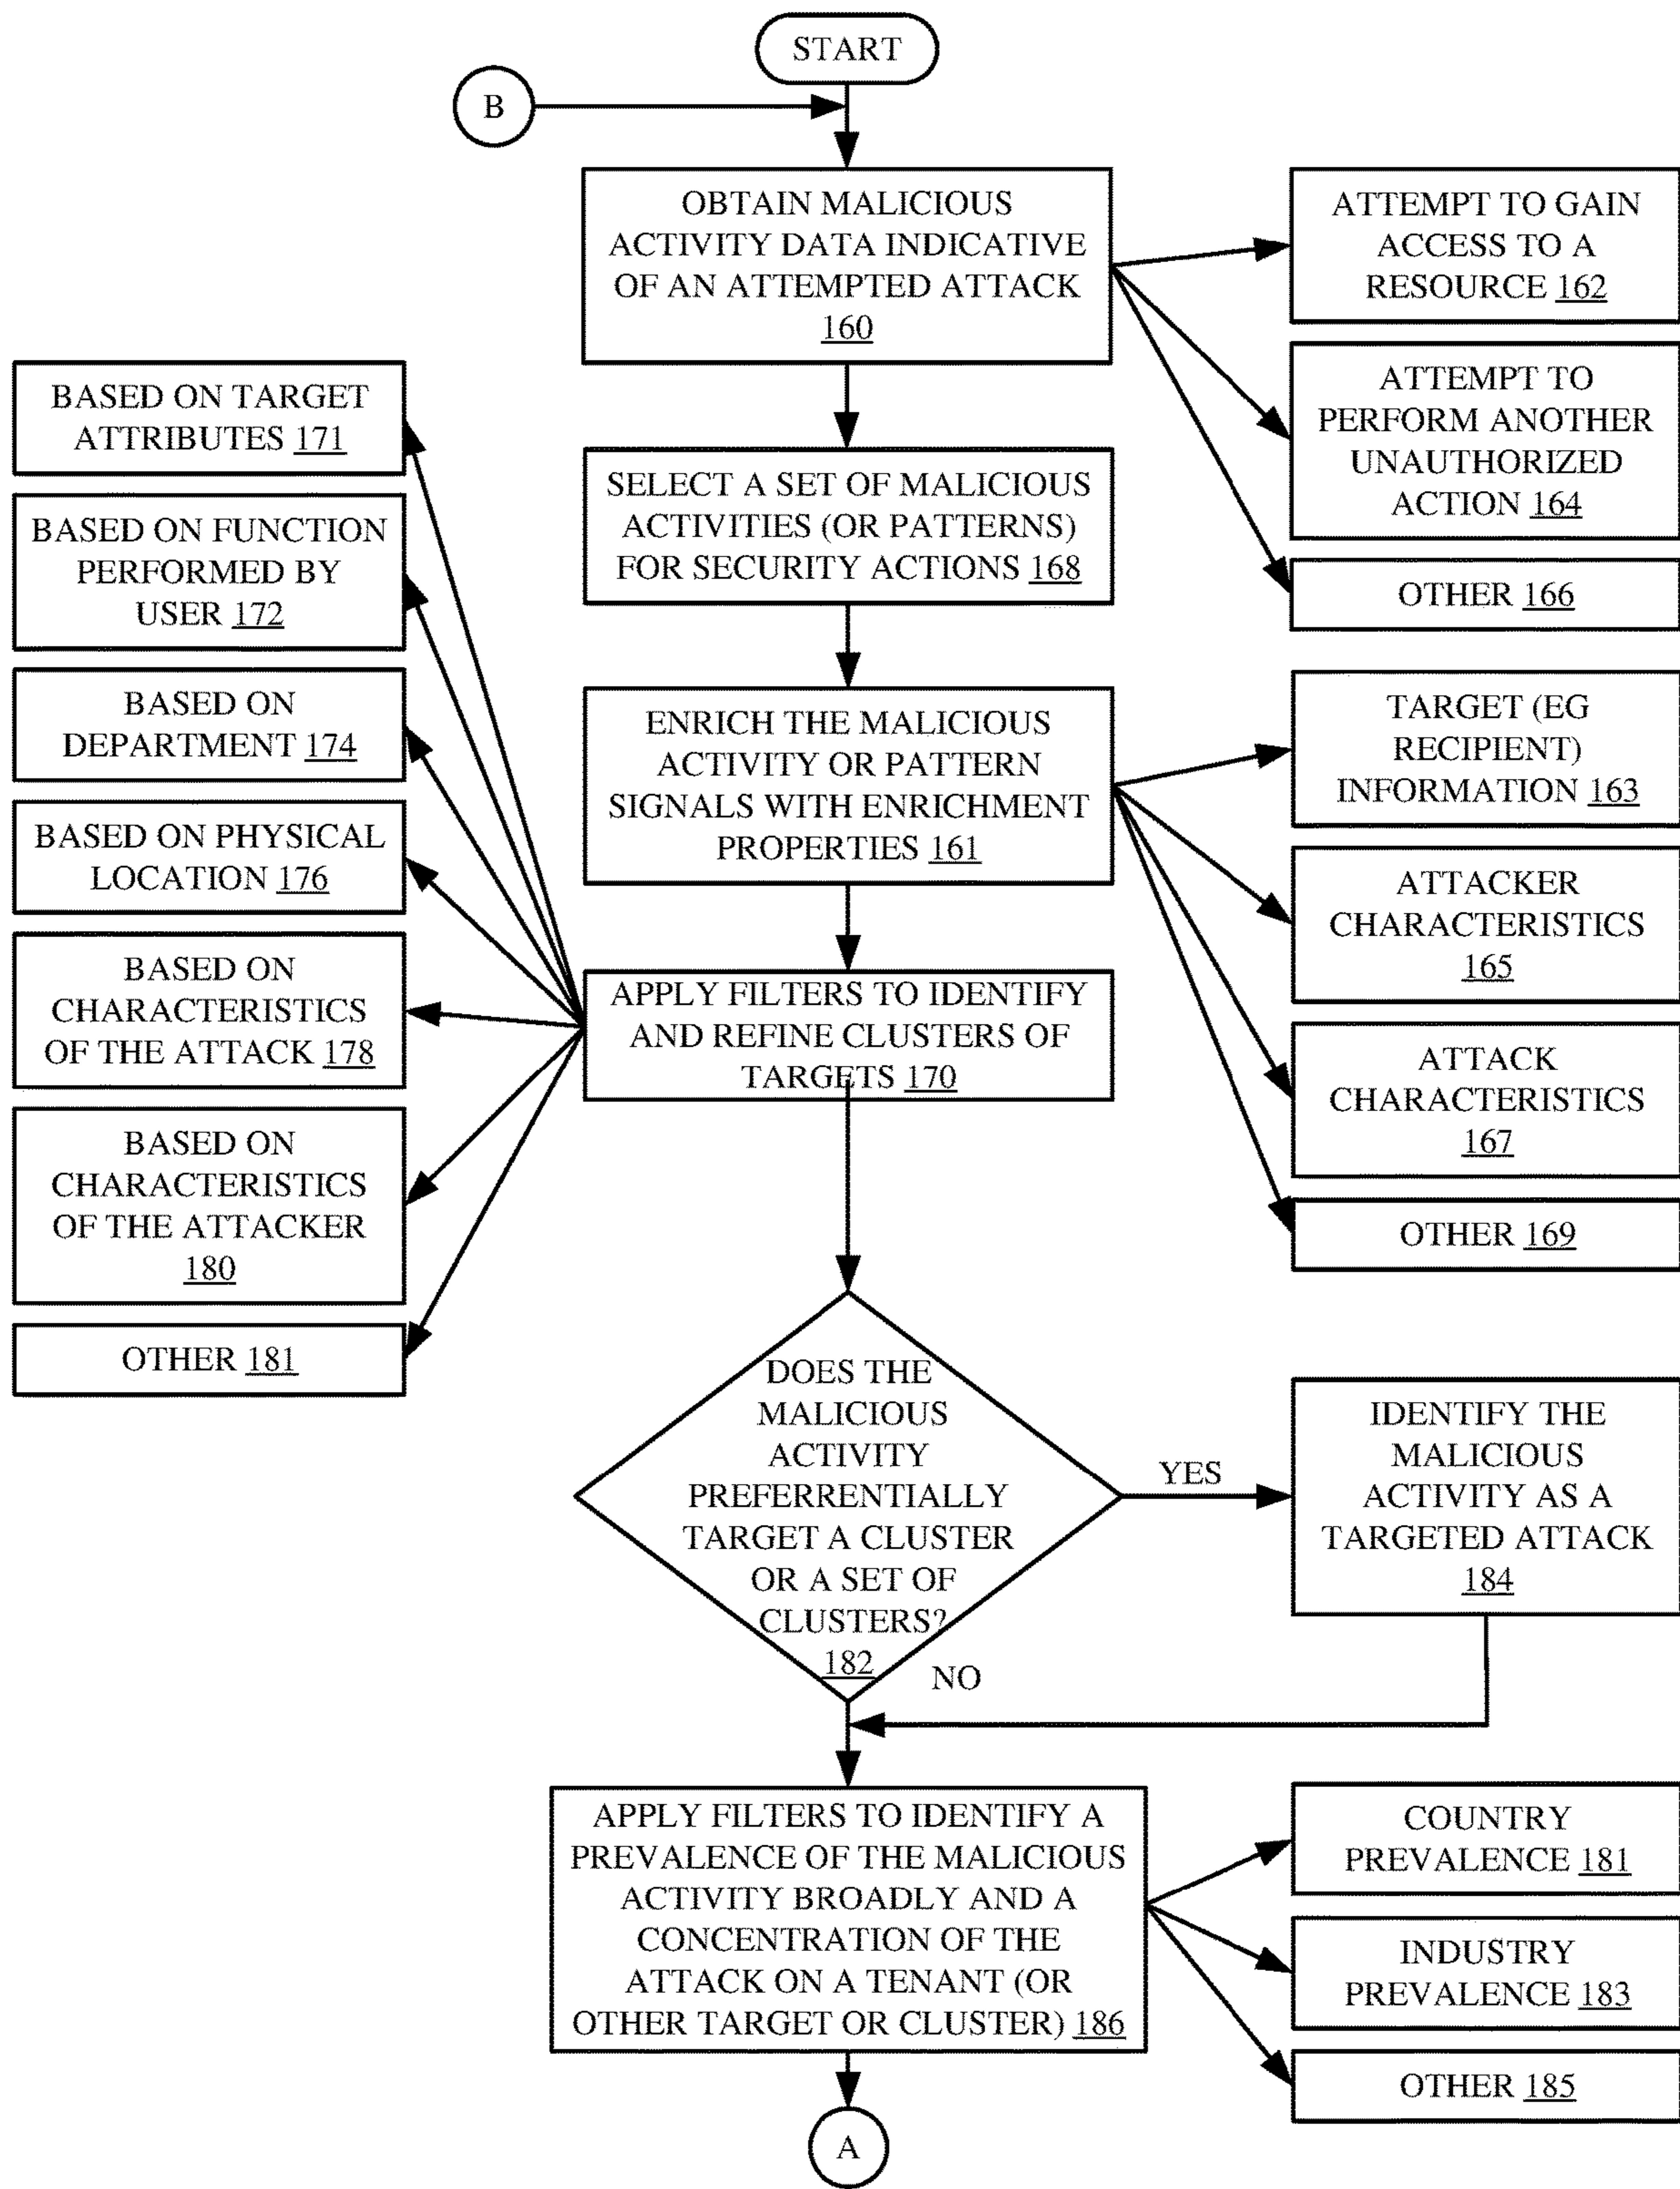 START
B
OBTAIN MALICIOUS
ACTIVITY DATA INDICATIVE
OF AN ATTEMPTED ATTACK
160
ATTEMPT TO GAIN
ACCESS TO A
RESOURCE 162
ATTEMPT TO
PERFORM ANOTHER
UNAUTHORIZED
ACTION 164
OTHER 166
SELECT A SET OF MALICIOUS
ACTIVITIES (OR PATTERNS)
FOR SECURITY ACTIONS 168
ENRICH THE MALICIOUS
ACTIVITY OR PATTERN
SIGNALS WITH ENRICHMENT
PROPERTIES 161
TARGET (EG
RECIPIENT)
INFORMATION 163
ATTACKER
CHARACTERISTICS
165
ATTACK
CHARACTERISTICS
167
OTHER 169
APPLY FILTERS TO IDENTIFY
AND REFINE CLUSTERS OF
TARGETS 170
BASED ON TARGET
ATTRIBUTES 171
BASED ON FUNCTION
PERFORMED BY
USER 172
BASED ON
DEPARTMENT 174
BASED ON PHYSICAL
LOCATION 176
BASED ON
CHARACTERISTICS
OF THE ATTACK 178
BASED ON
CHARACTERISTICS
OF THE ATTACKER
180
OTHER 181
DOES THE
MALICIOUS
ACTIVITY
PREFERRENTIALLY
TARGET A CLUSTER
OR A SET OF
CLUSTERS?
182
YES
NO
IDENTIFY THE
MALICIOUS
ACTIVITY AS A
TARGETED ATTACK
184
APPLY FILTERS TO IDENTIFY A
PREVALENCE OF THE MALICIOUS
ACTIVITY BROADLY AND A
CONCENTRATION OF THE
ATTACK ON A TENANT (OR
OTHER TARGET OR CLUSTER) 186
COUNTRY
PREVALENCE 181
INDUSTRY
PREVALENCE 183
OTHER 185
A